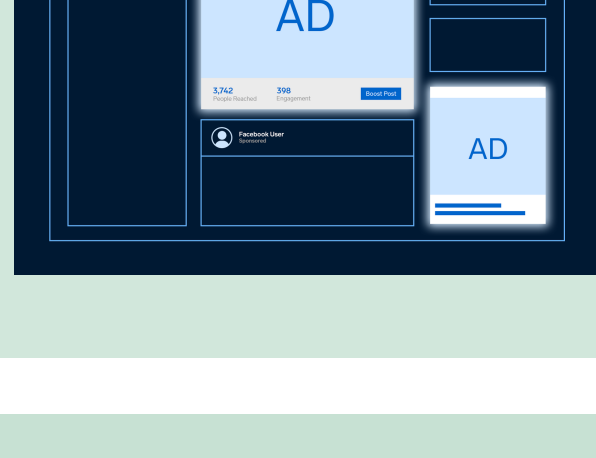 AD
3,742
398
People Reached
Engagement
Boost Post
Facebook User
Sponsored
AD